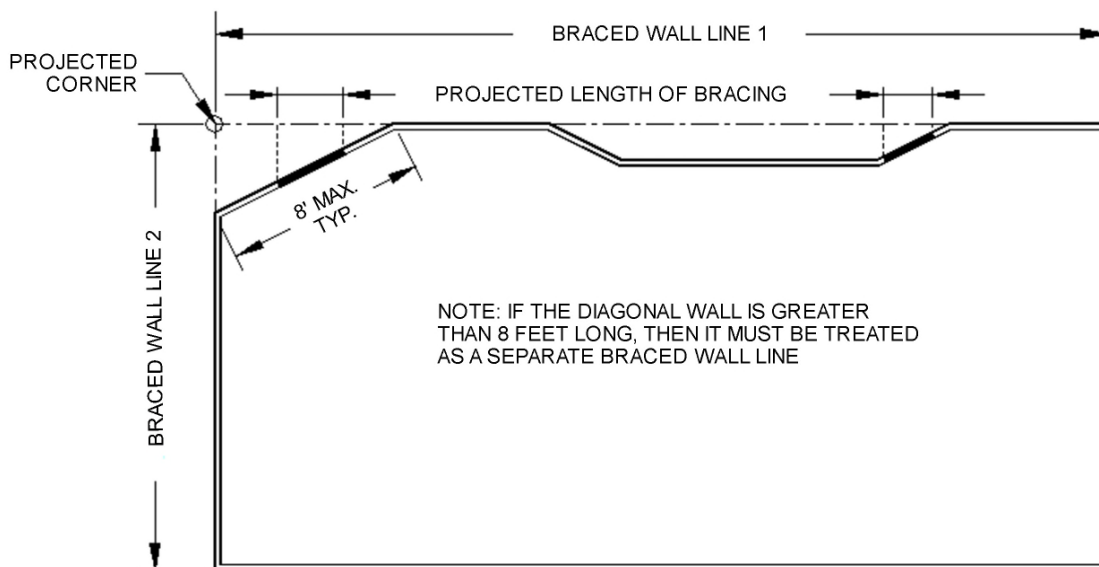 BRACED WALL LINE 1
PROJECTED
CORNER
PROJECTED LENGTH OF BRACING
8' MAX.
TYP.
BRACED WALL LINE 2
NOTE: IF THE DIAGONAL WALL IS GREATER
THAN 8 FEET LONG, THEN IT MUST BE TREATED
AS A SEPARATE BRACED WALL LINE